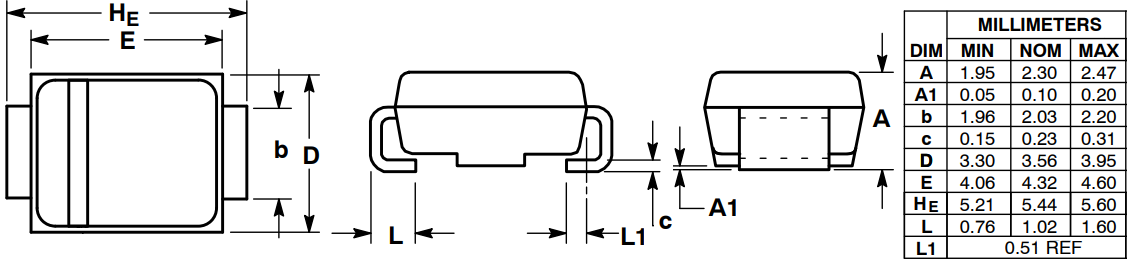 HE
E
b
D
L
L1
c
A1
A
MILLIMETERS
DIM MIN NOM MAX
A 1.95 2.30 2.47
A1 0.05 0.10 0.20
b 1.96 2.03 2.20
c 0.15 0.23 0.31
D 3.30 3.56 3.95
E 4.06 4.32 4.60
HE 5.21 5.44 5.60
L 0.76 1.02 1.60
L1 0.51 REF